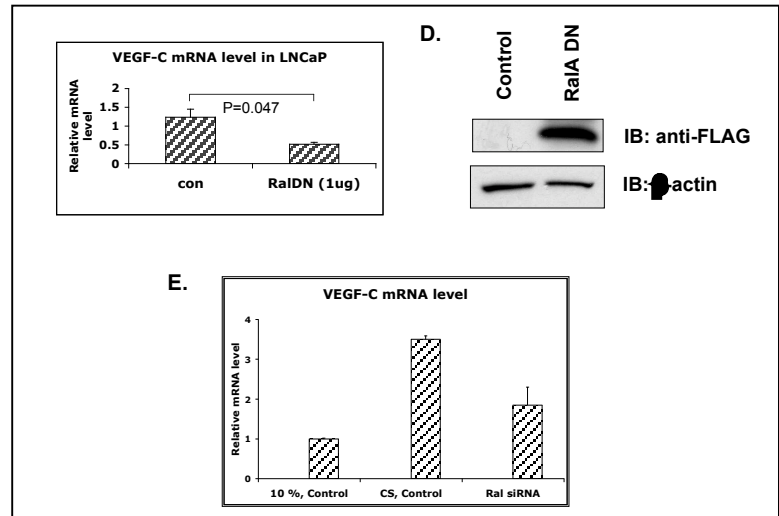 VEGF-C mRNA level in LNCaP
Relative mRNA
level
2
1.5
1
0.5
0
P=0.047
con
RalDN (1ug)
D.
Control
RalA DN
IB: anti-FLAG
IB:β-actin
E.
VEGF-C mRNA level
Relative mRNA level
4
3
2
1
0
10 %, Control
CS, Control
Ral siRNA